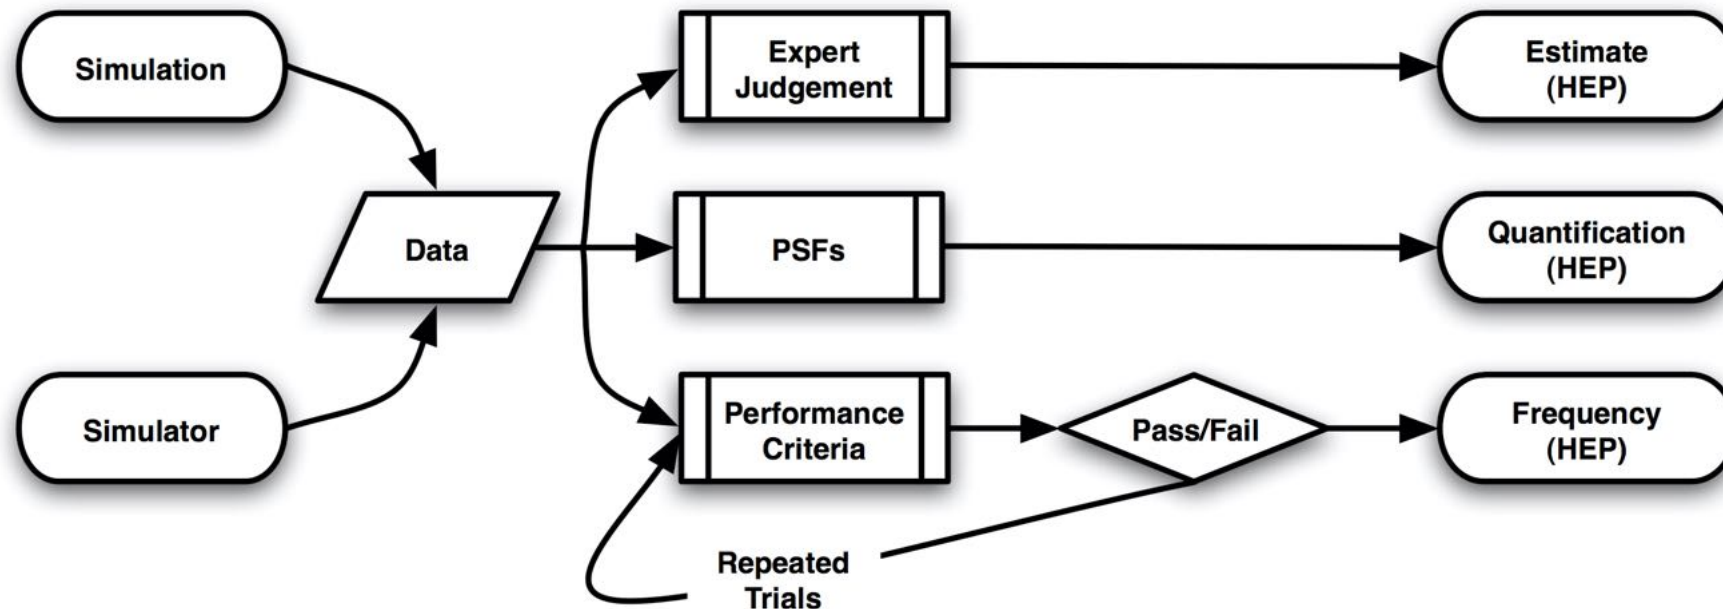 Simulation
Expert
Judgement
Estimate
(HEP)
Data
PSFs
Quantification
(HEP)
Simulator
Performance
Criteria
Pass/Fail
Frequency
(HEP)
Repeated
Trials